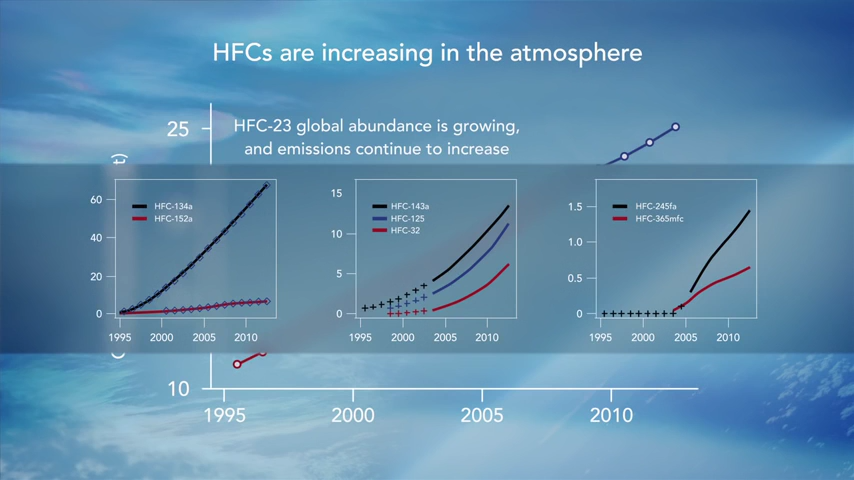 HFCs are increasing in the atmosphere
25
HFC-23 global abundance is growing,
and emissions continue to increase
t)
60
40
20
0
HFC-134a
HFC-152a
1995 2000 2005 2010
15
10
5
0
HFC-143a
HFC-125
HFC-32
1995 2000 2005 2010
1.5
1.0
0.5
0
HFC-245fa
HFC-365mfc
1995 2000 2005 2010
10
1995 2000 2005 2010